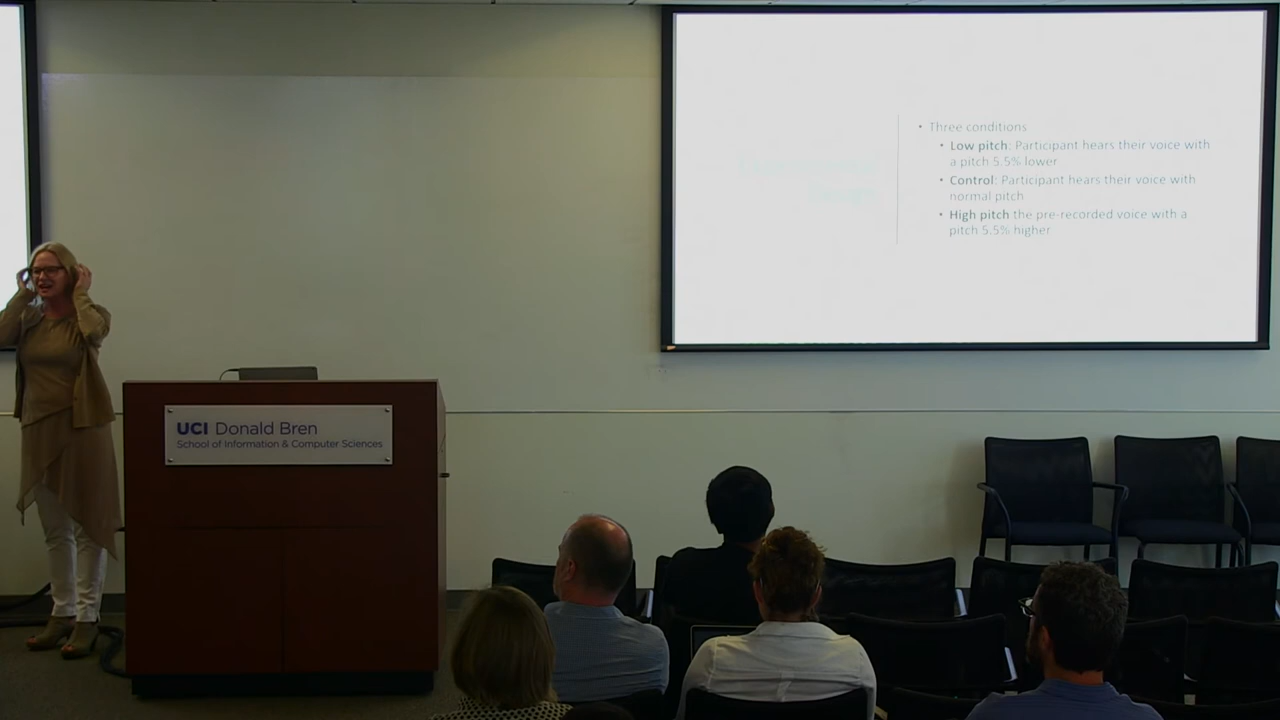 • Three conditions
• Low pitch: Participant hears their voice with
a pitch 5.5% lower
• Control: Participant hears their voice with
normal pitch
• High pitch the pre-recorded voice with a
pitch 5.5% higher
UCI Donald Bren
School of Information & Computer Sciences